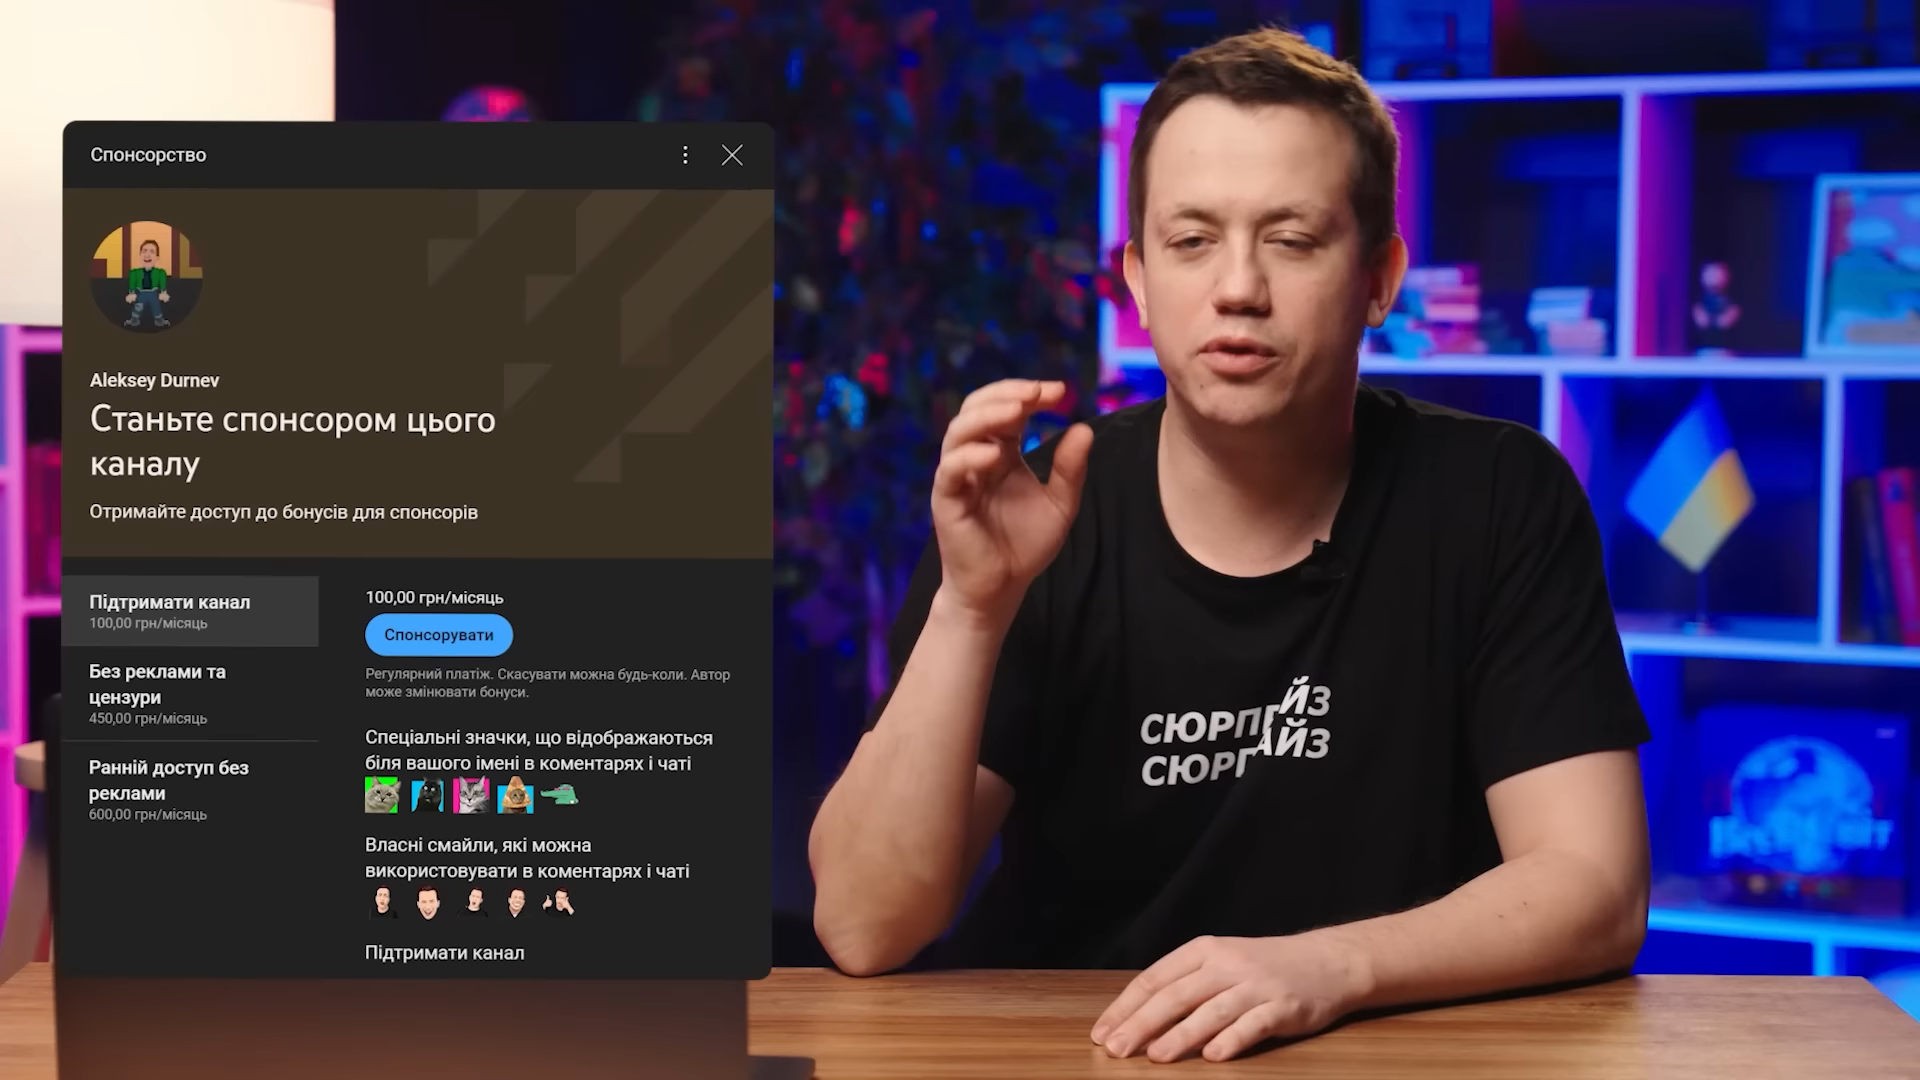 Спонсорство
Aleksey Durnev
Станьте спонсором цього
каналу
Отримайте доступ до бонусів для спонсорів
Підтримати канал
100,00 грн/місяць
Без реклами та
цензури
450,00 грн/місяць
Ранній доступ без
реклами
600,00 грн/місяць
100,00 грн/місяць
Спонсорувати
Регулярний платіж. Скасувати можна будь-коли. Автор
може змінювати бонуси.
Спеціальні значки, що відображаються
біля вашого імені в коментарях і чаті
Власні смайли, які можна
використовувати в коментарях і чаті
Підтримати канал
СЮРПРАЙЗ
СЮРПРАЙЗ